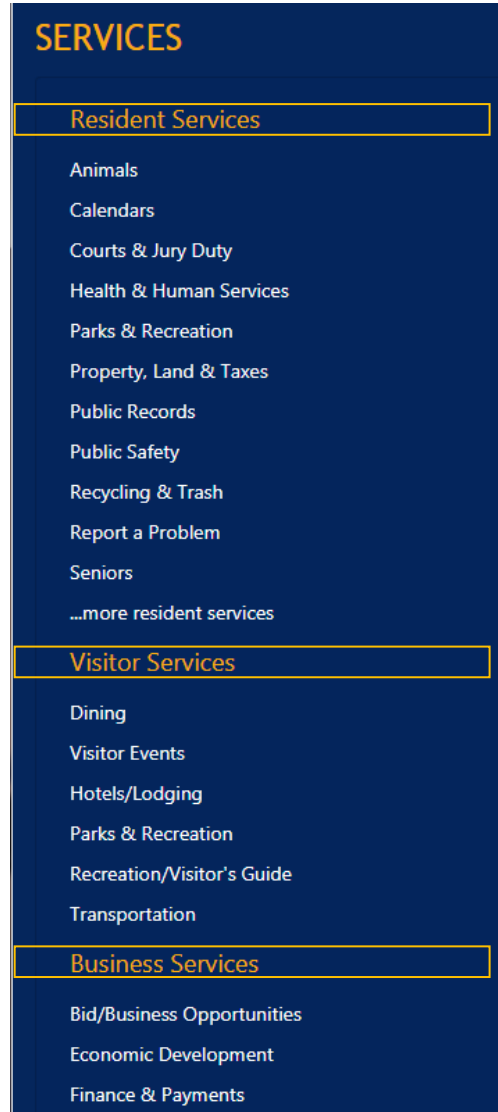 SERVICES
Resident Services
Animals
Calendars
Courts & Jury Duty
Health & Human Services
Parks & Recreation
Property, Land & Taxes
Public Records
Public Safety
Recycling & Trash
Report a Problem
Seniors
...more resident services
Visitor Services
Dining
Visitor Events
Hotels/Lodging
Parks & Recreation
Recreation/Visitor's Guide
Transportation
Business Services
Bid/Business Opportunities
Economic Development
Finance & Payments